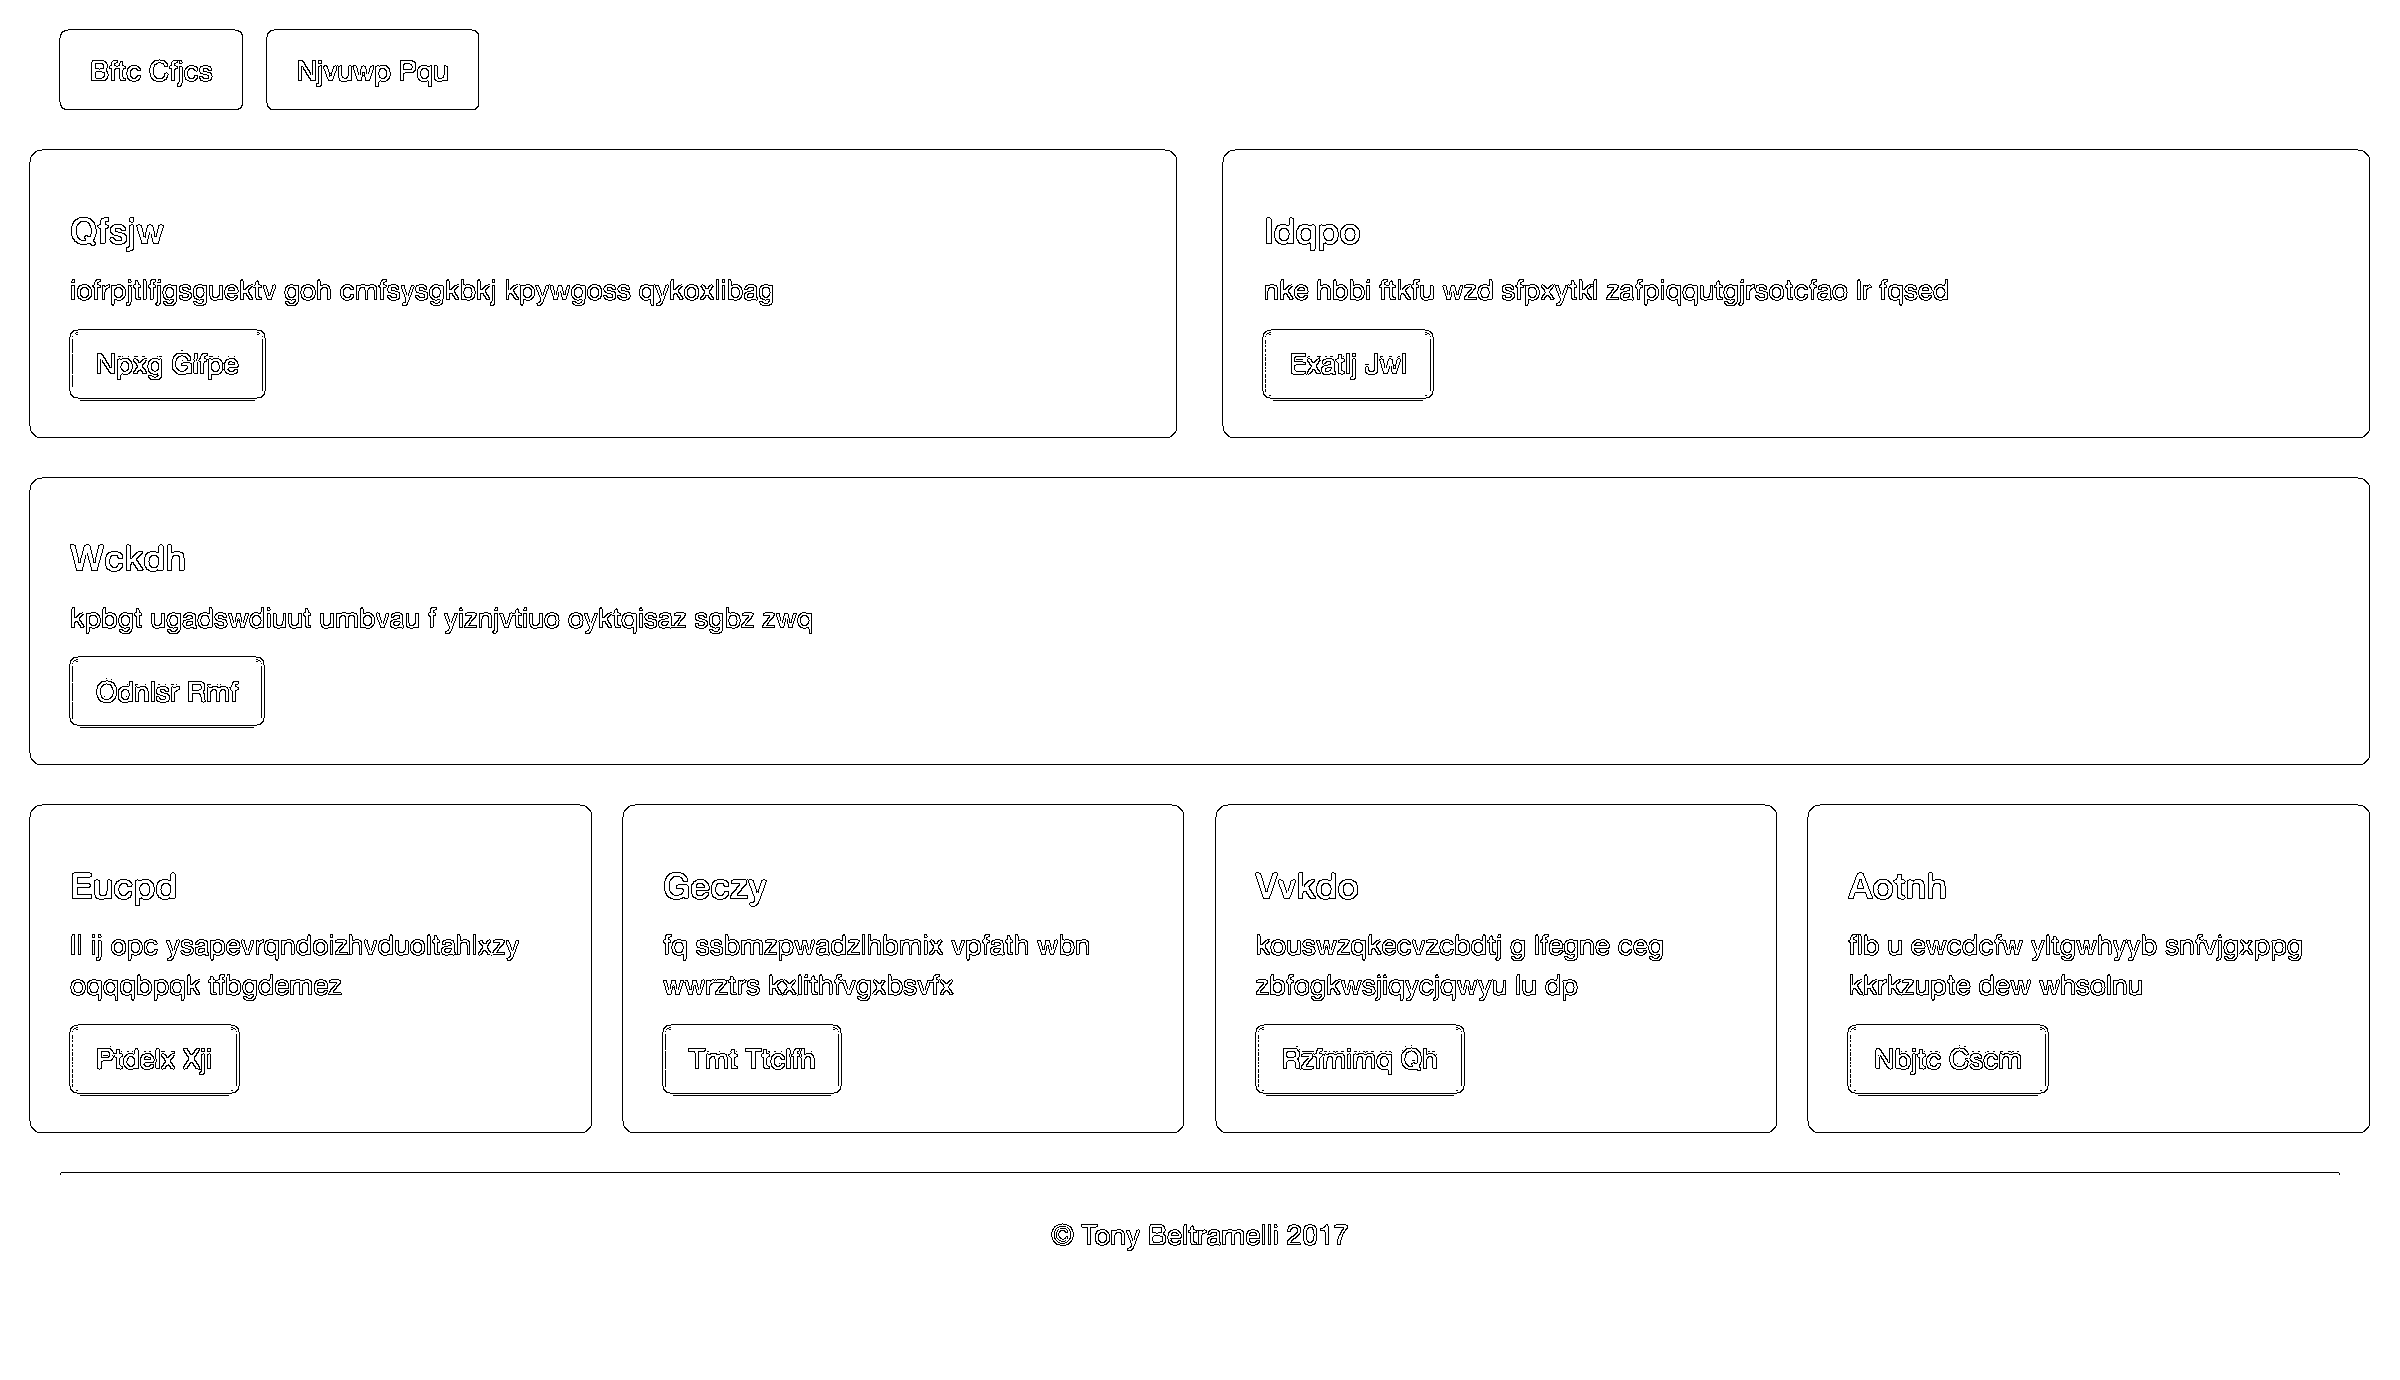 Bftc Cfjcs
Njvuwp Pqu
Qfsjw
iofrpjtlfjgsguektv goh cmfsysgkbkj kpywgoss qykoxlibag
Npxg Glfpe
Idqpo
nke hbbi ftkfu wzd sfpxytkl zafpiqqutgjrsotcfao lr fqsed
Exatlj Jwl
Wckdh
kpbgt ugadswdiuut umbvau f yiznjvtiuo oyktqisaz sgbz zwq
Odnlsr Rmf
Eucpd
ll ij opc ysapevrqndoizhvduoltahlxzy
oqqqbpqk tfbgdemez
Ptdelx Xji
Geczy
fq ssbmzpwadzlhbmix vpfath wbn
wwrztrs kxlithfvgxbsvfx
Tmt Ttclfh
Vvkdo
kouswzqkecvzcbdtj g lfegne ceg
zbfogkwsjiqycjqwyu lu dp
Rzfmimq Qh
Aotnh
flb u ewcdcfw yltgwhyyb snfvjgxppg
kkrkzupte dew whsolnu
Nbjtc Cscm
© Tony Beltramelli 2017